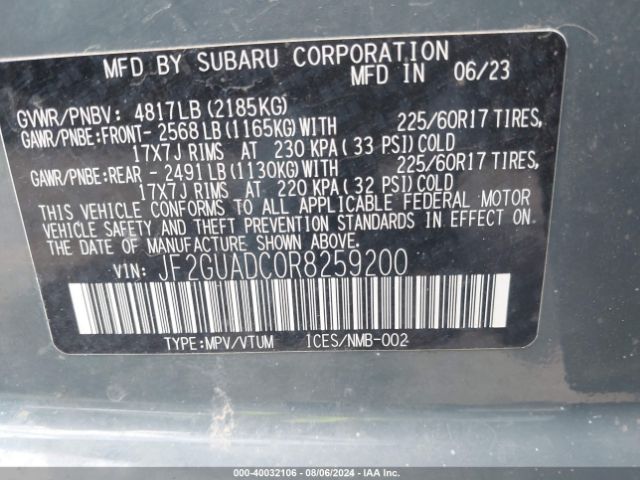 MFD BY SUBARU CORPORATION
MFD IN 06/23
GVWR/PNBV: 4817LB (2185KG)
GAWR/PNBE:FRONT- 2568 LB (1165KG) WITH 225/60R17 TIRES,
17X7J RIMS AT 230 KPA (33 PSI) COLD
GAWR/PNBE:REAR - 2491 LB (1130KG) WITH 225/60R17 TIRES,
17X7J RIMS AT 220 KPA (32 PSI) COLD
THIS VEHICLE CONFORMS TO ALL APPLICABLE FEDERAL MOTOR
VEHICLE SAFETY AND THEFT PREVENTION STANDARDS IN EFFECT ON
THE DATE OF MANUFACTURE SHOWN ABOVE.
VIN: JF2GUADC0R8259200
TYPE:MPV/VTUM ICES/NMB-002
000-40032106 - 08/06/2024 - IAA Inc.